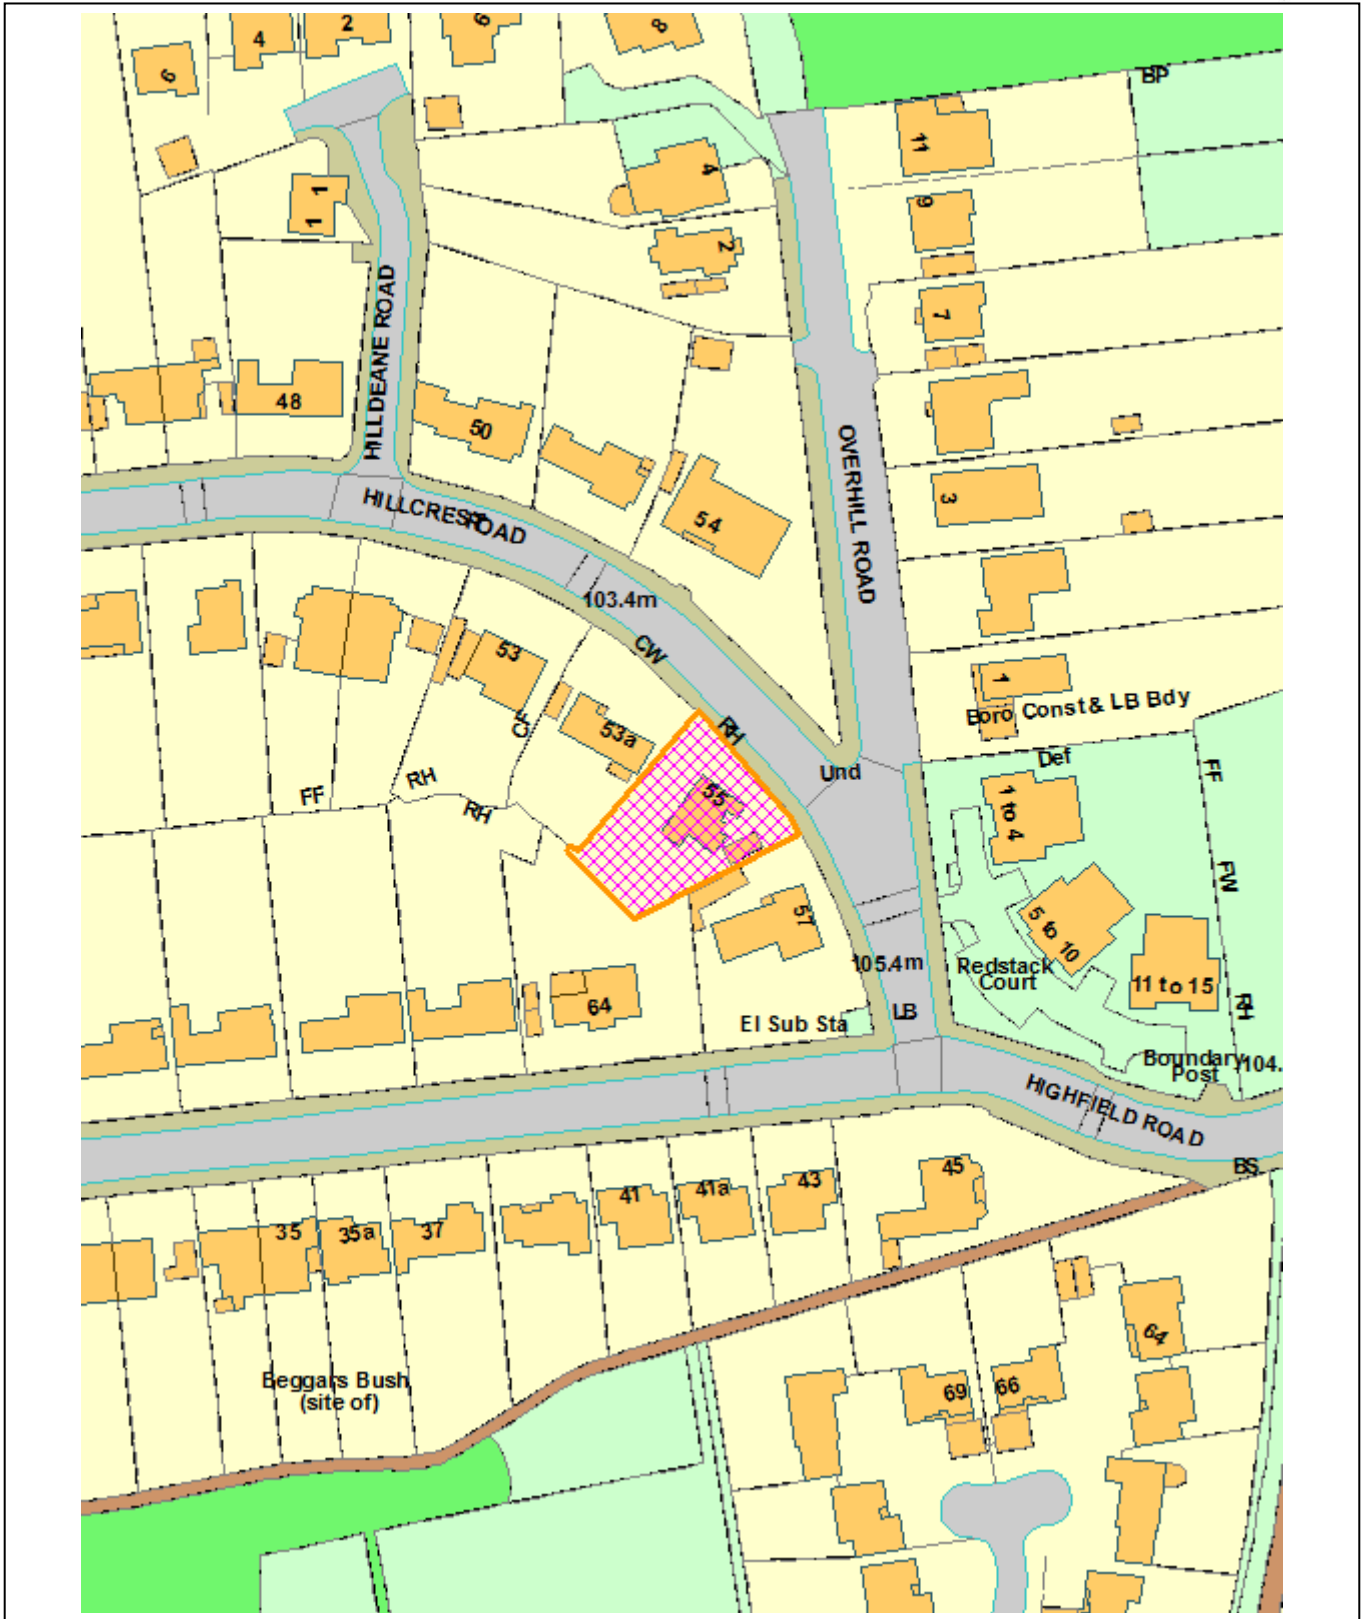 4
2
6
8
6
BP
11
4
1
9
1
2
HILLDEANE ROAD
7
48
50
OVERHILL ROAD
3
HILLCREST ROAD
54
103.4m
CW
53
1
Boro Const & LB Bdy
CF
53a
RH
Def
Und
FF
FF
RH
RH
55
1 to 4
FW
57
5 to 10
105.4m
Redstack
Court
11 to 15
64
RH
LB
El Sub Sta
Boundary
Post
104.
HIGHFIELD ROAD
BS
45
43
41a
41
35
35a
37
64
Beggars Bush
(site of)
69
66